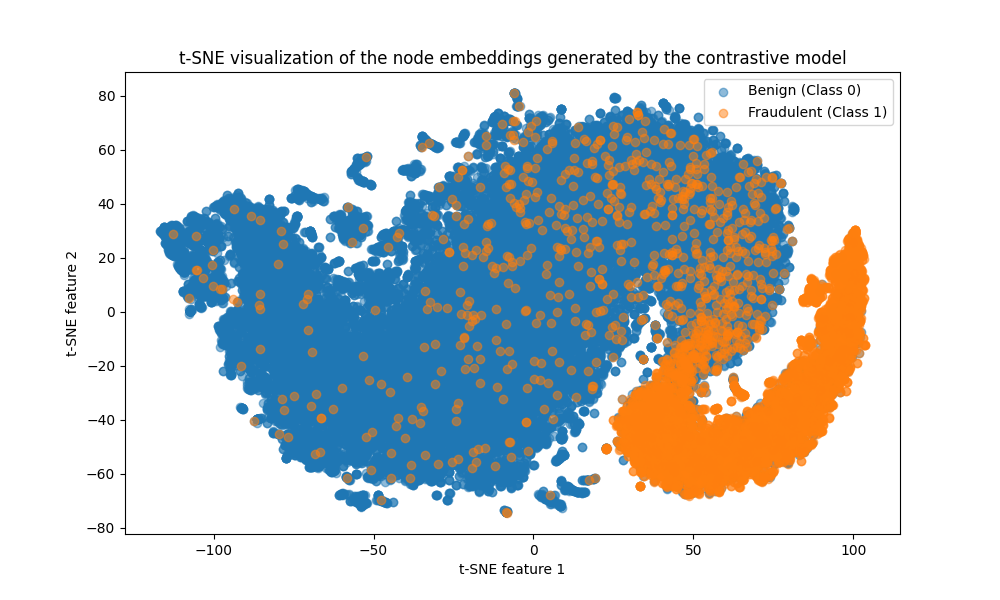 t-SNE visualization of the node embeddings generated by the contrastive model
Benign (Class 0)
Fraudulent (Class 1)
80
60
40
20
0
−20
−40
−60
−80
t-SNE feature 2
−100
−50
0
50
100
t-SNE feature 1